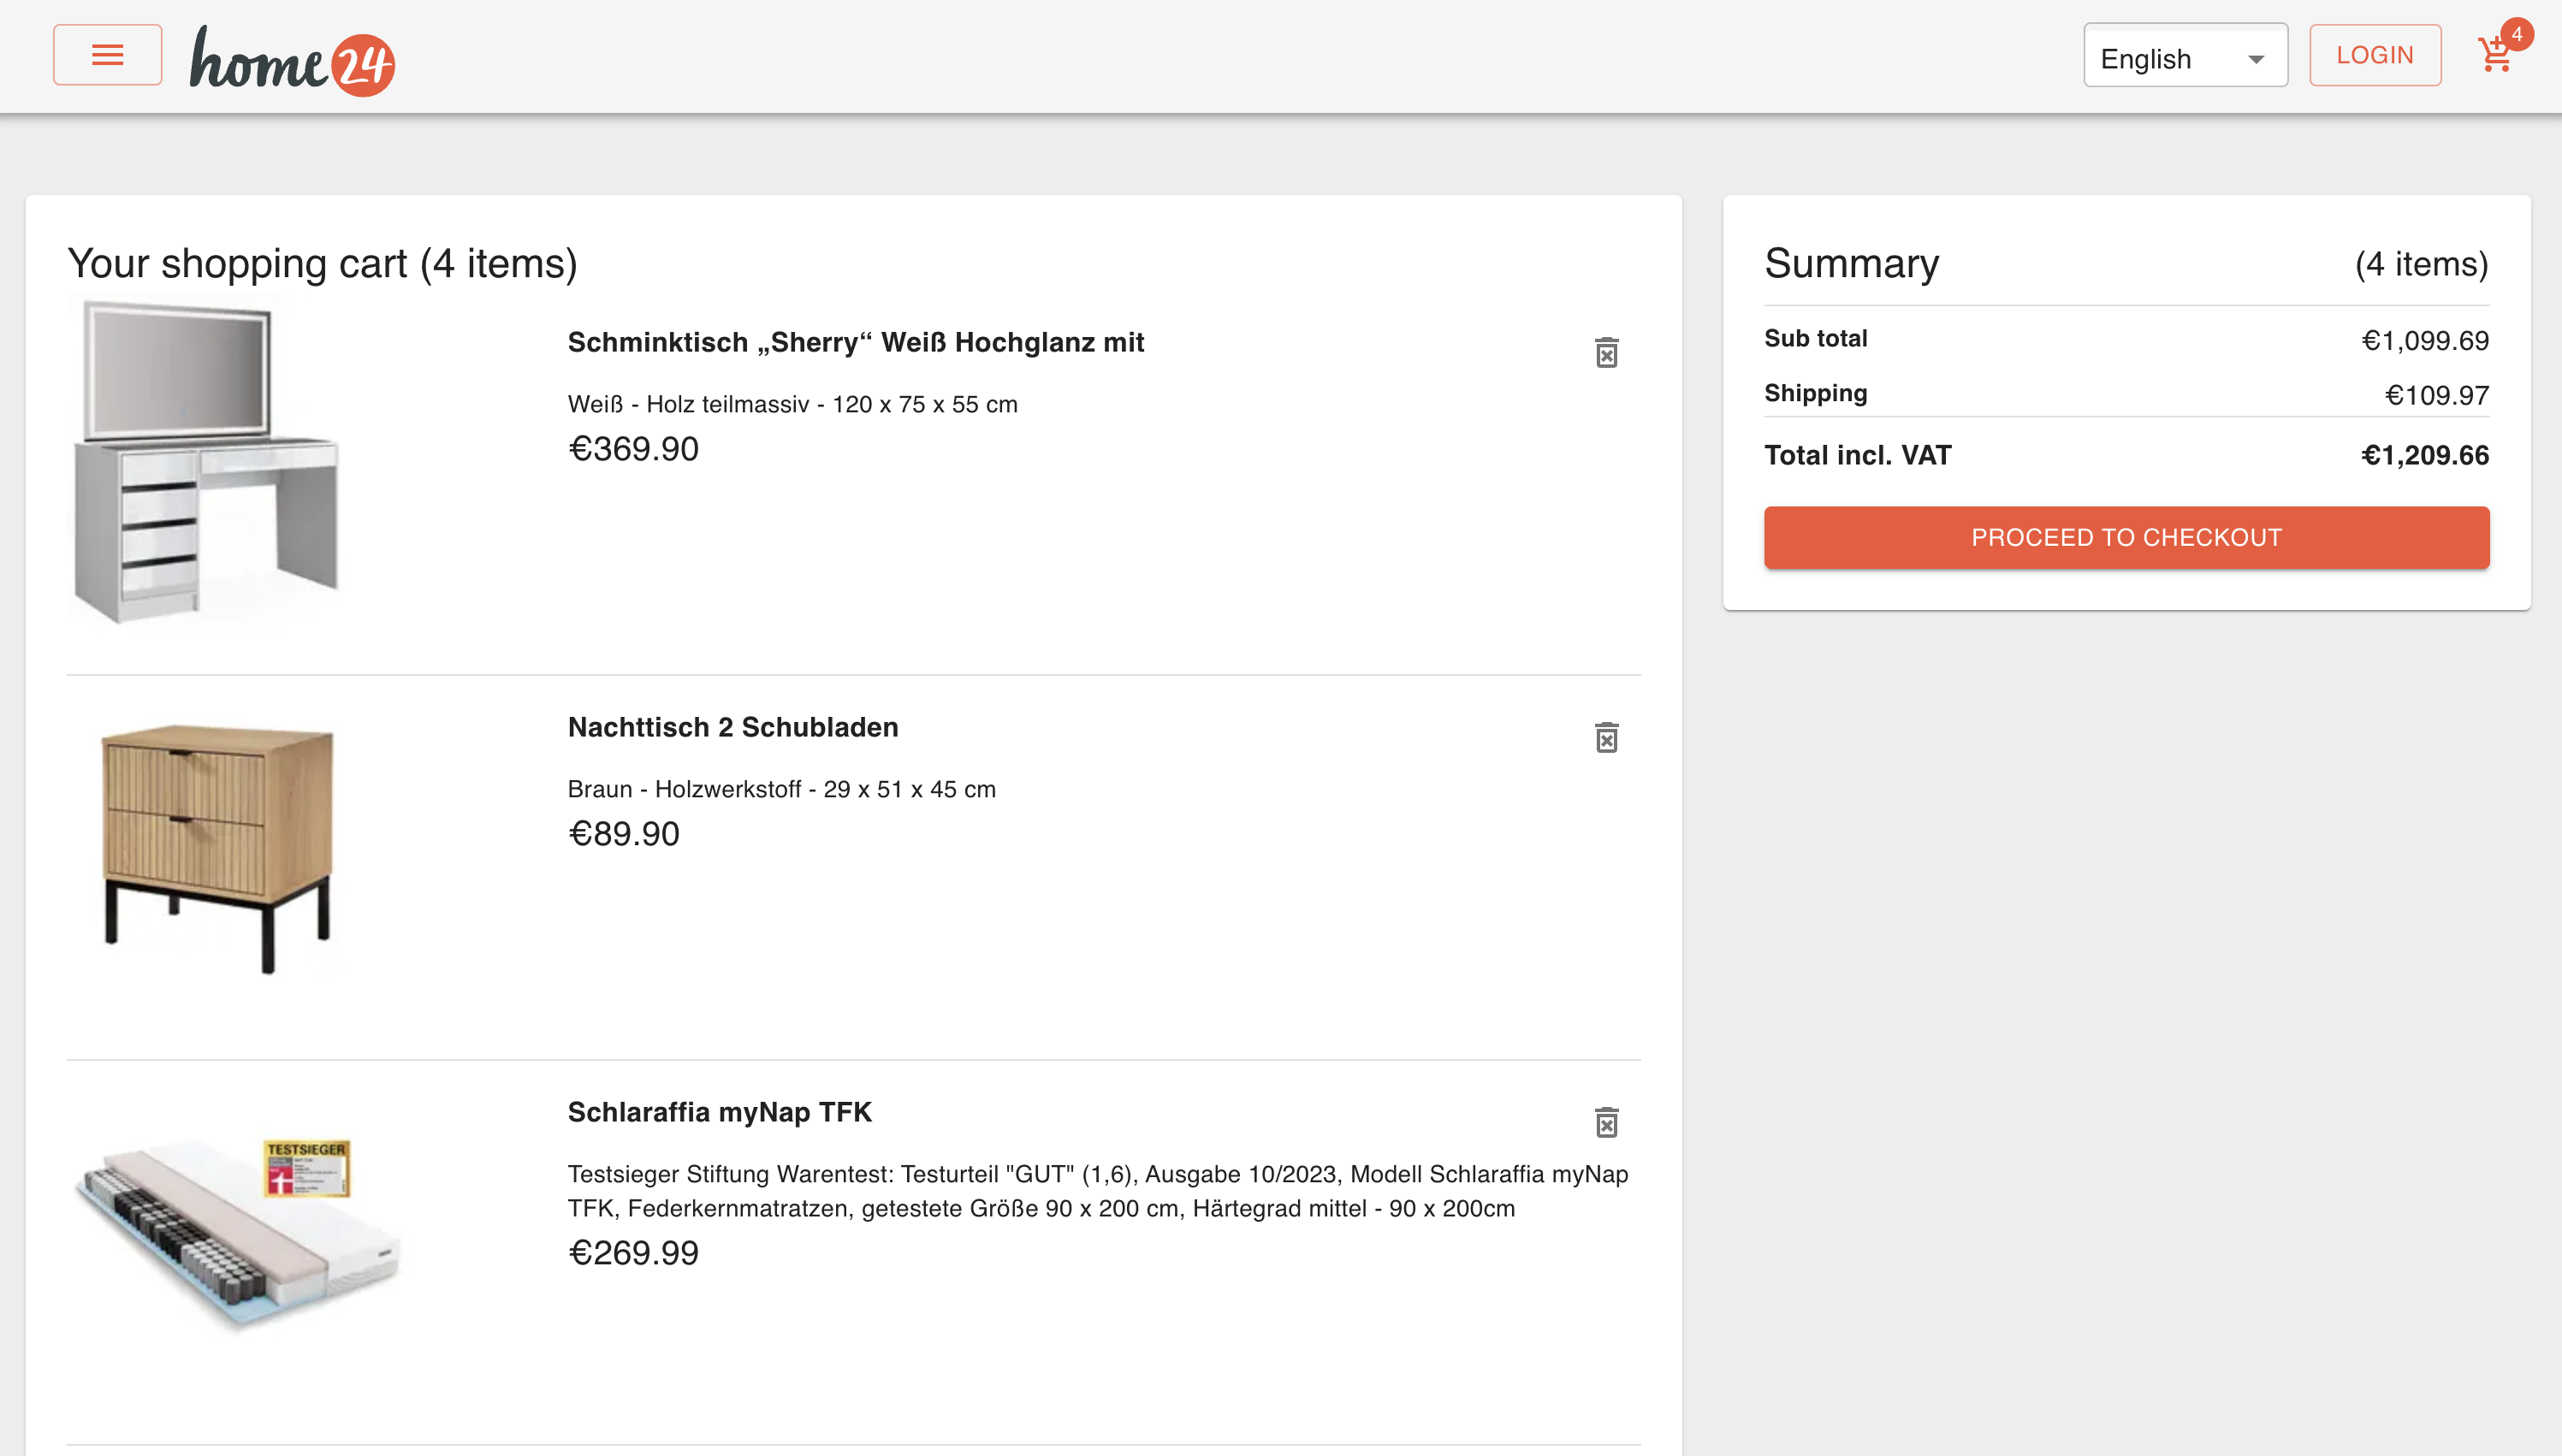 home24
English
LOGIN
4
Your shopping cart (4 items)
Schminktisch „Sherry“ Weiß Hochglanz mit
Weiß - Holz teilmassiv - 120 x 75 x 55 cm
€369.90
Nachttisch 2 Schubladen
Braun - Holzwerkstoff - 29 x 51 x 45 cm
€89.90
TESTSIEGER
Schlaraffia myNap TFK
Testsieger Stiftung Warentest: Testurteil "GUT" (1,6), Ausgabe 10/2023, Modell Schlaraffia myNap
TFK, Federkernmatratzen, getestete Größe 90 x 200 cm, Härtegrad mittel - 90 x 200cm
€269.99
Summary
(4 items)
Sub total
€1,099.69
Shipping
€109.97
Total incl. VAT
€1,209.66
PROCEED TO CHECKOUT